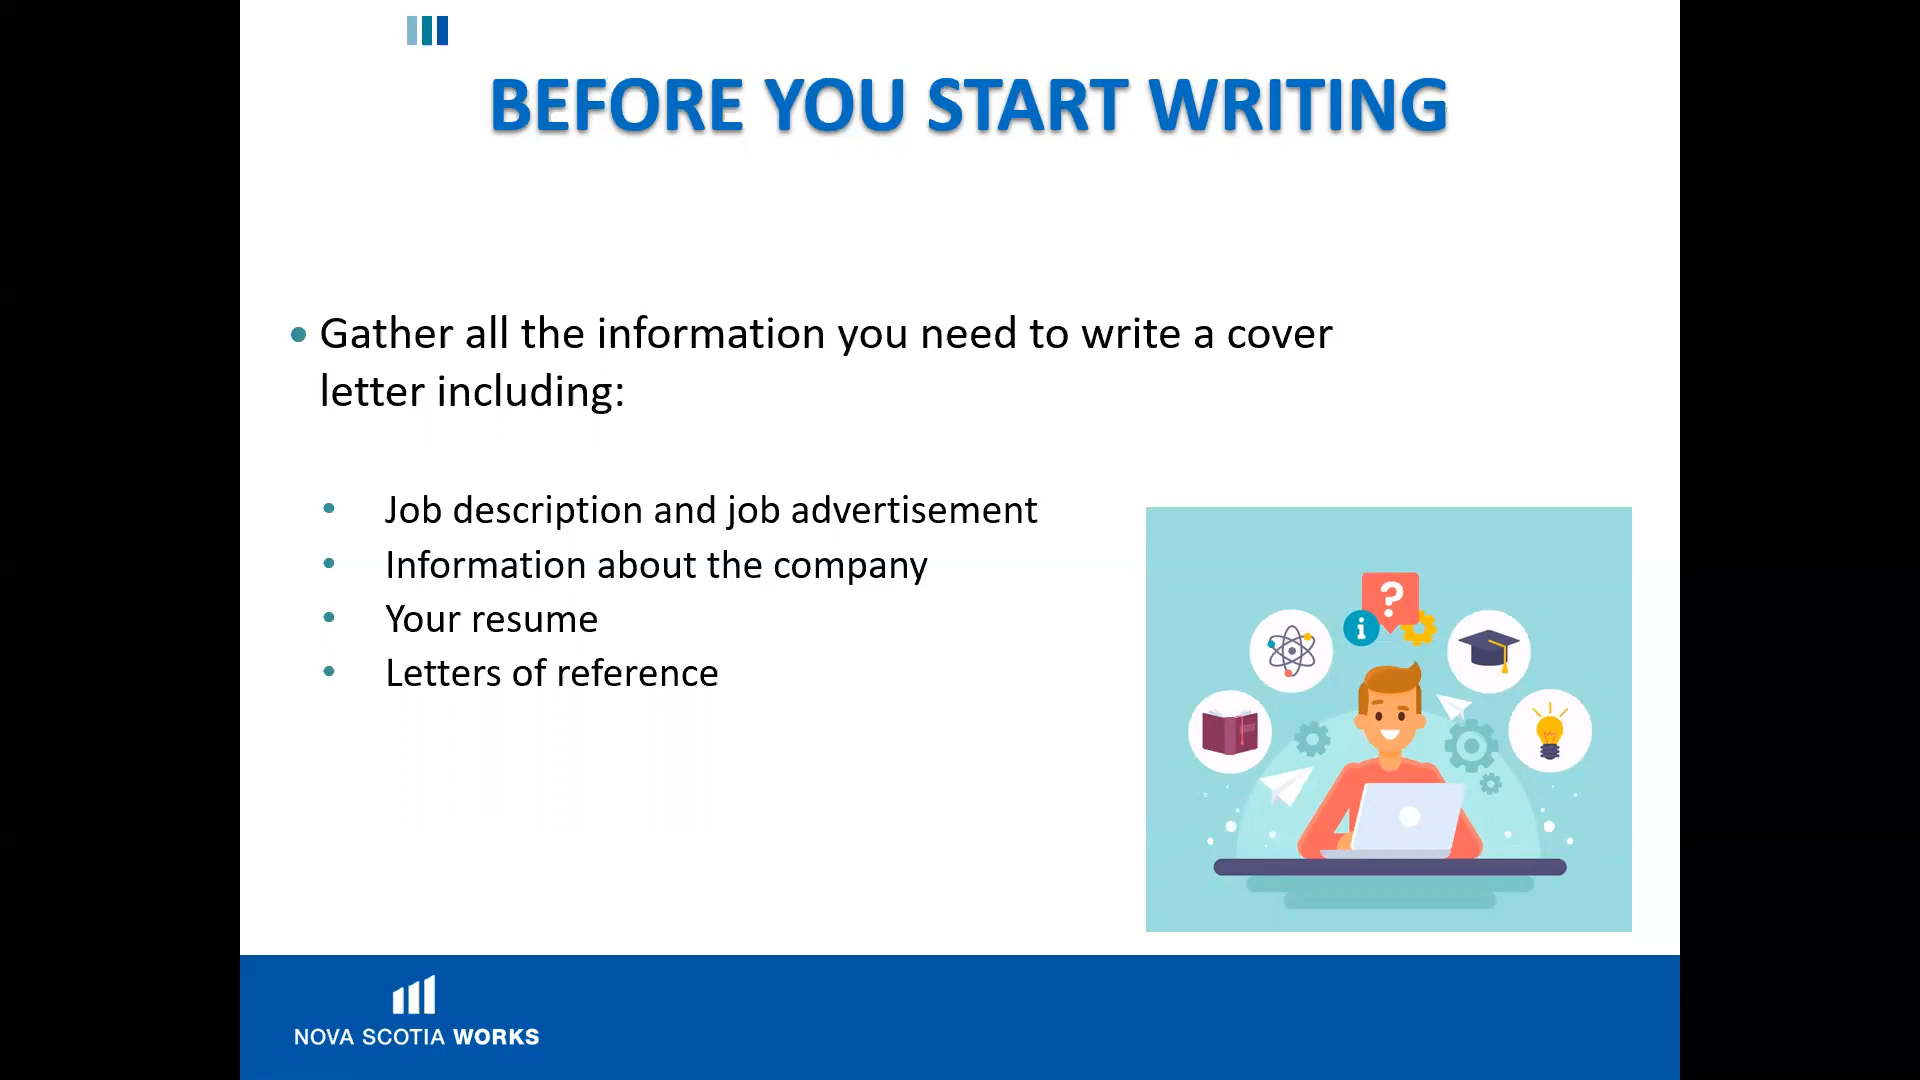 BEFORE YOU START WRITING
• Gather all the information you need to write a cover
letter including:
• Job description and job advertisement
• Information about the company
• Your resume
• Letters of reference
?
i
NOVA SCOTIA WORKS